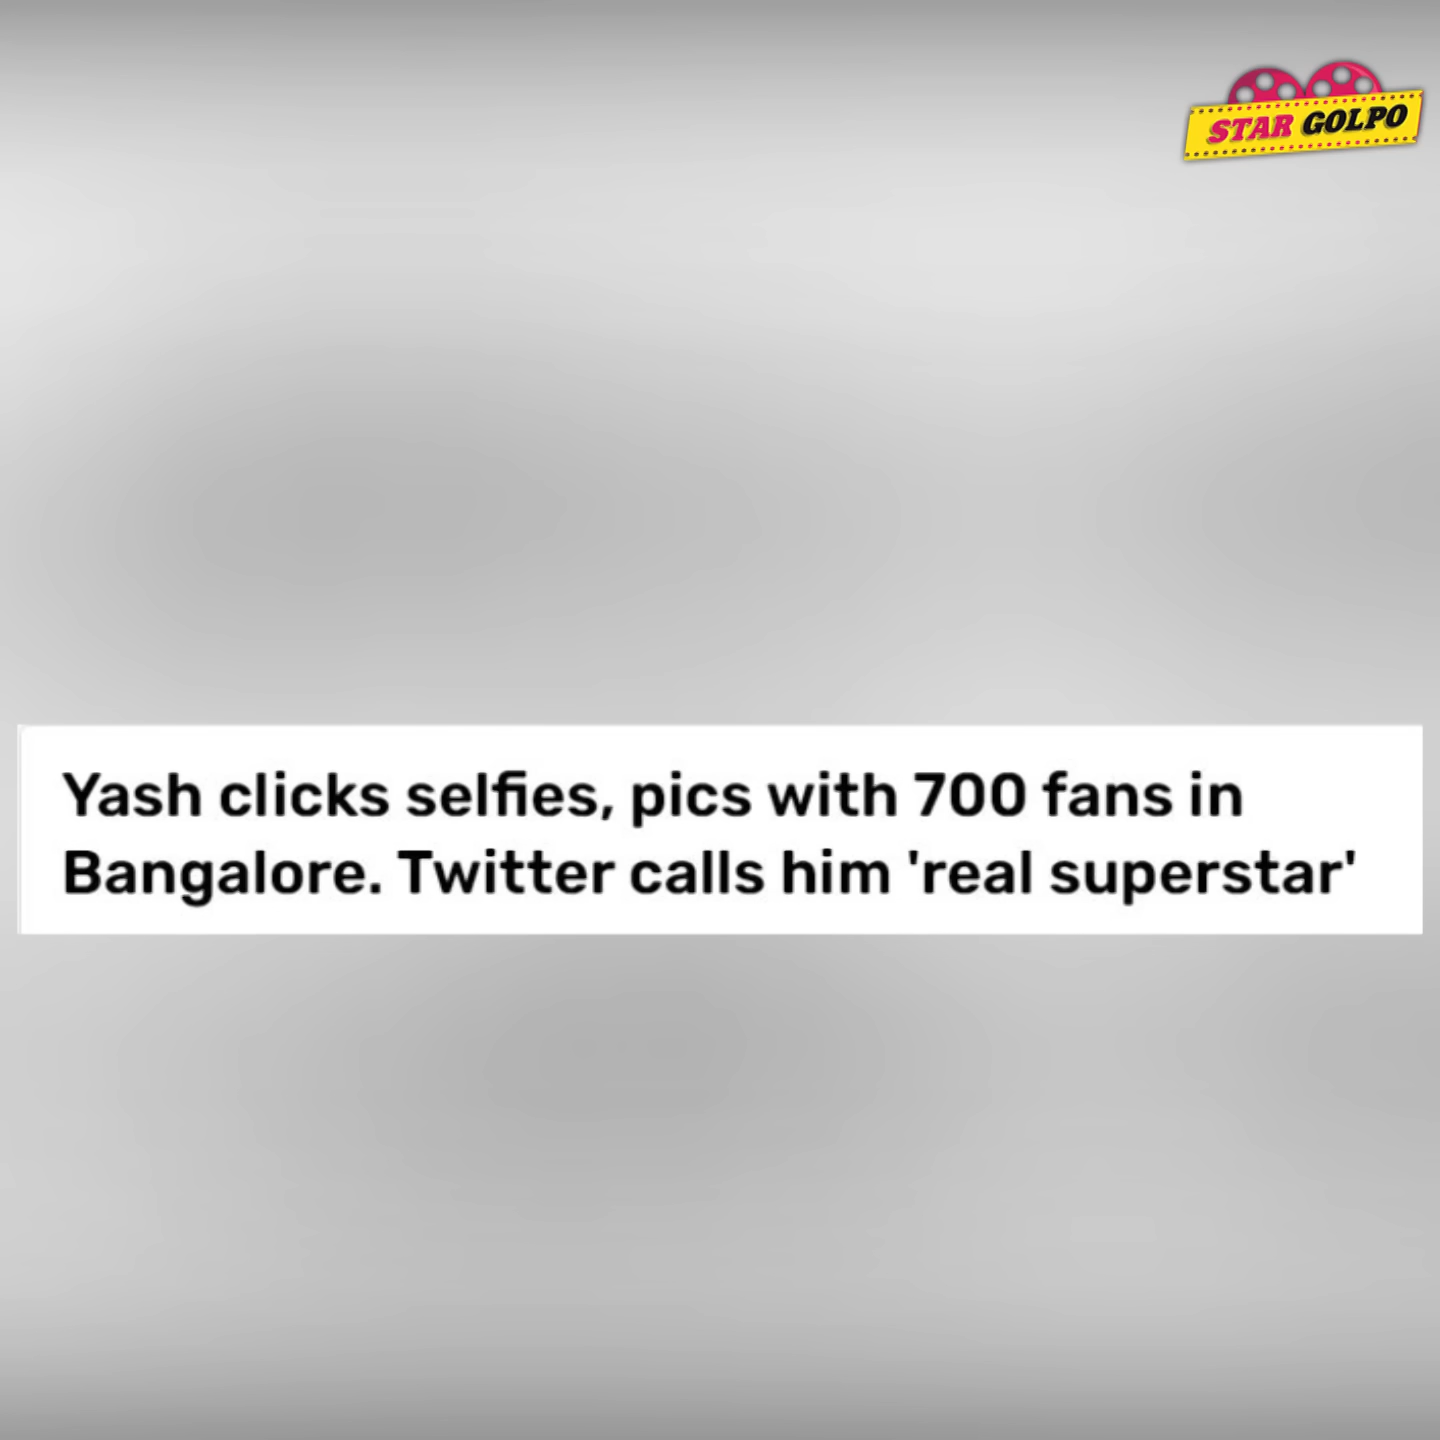 STAR GOLPO
Yash clicks selfies, pics with 700 fans in
Bangalore. Twitter calls him 'real superstar'